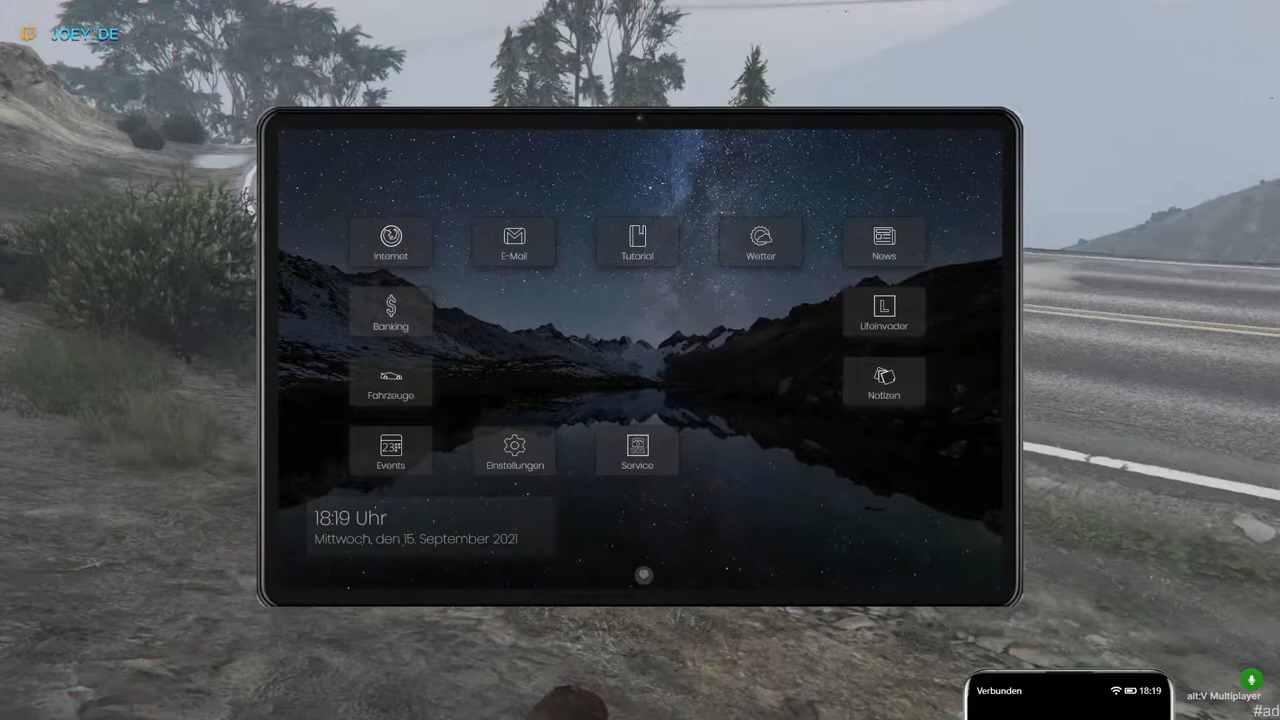 JOEY_DE
Internet
E-Mail
Tutorial
Wetter
News
Banking
Lifeinvader
Fahrzeuge
Notizen
23
Events
Einstellungen
Service
18:19 Uhr
Mittwoch, den 15. September 2021
Verbunden
18:19
alt:V Multiplayer
#ad